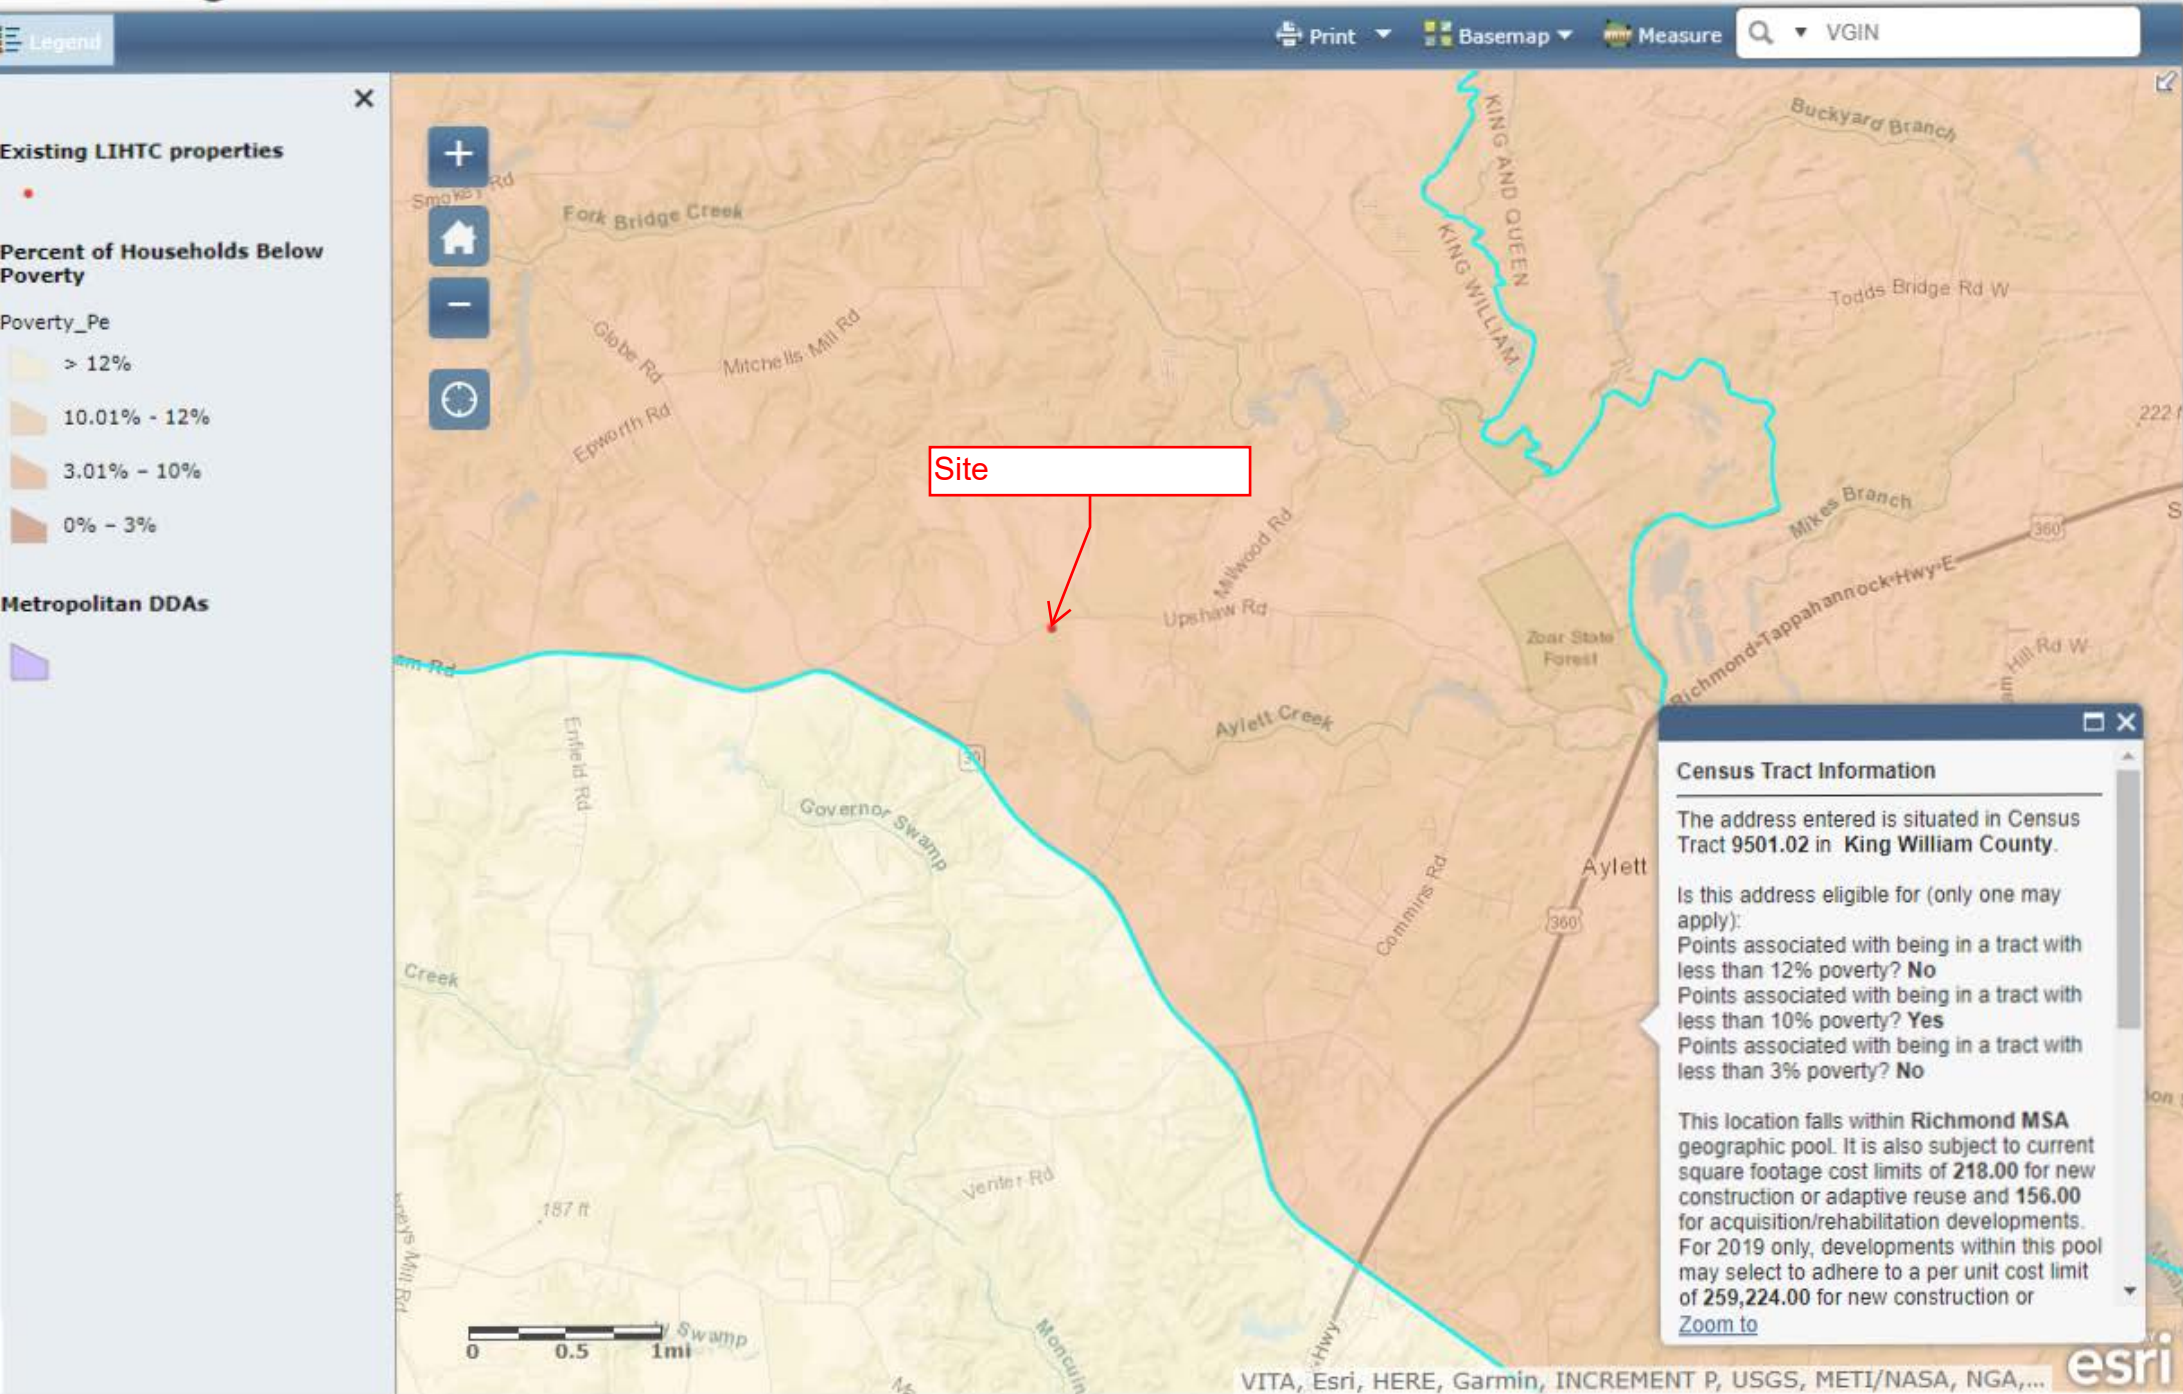 Legend
Print
Basemap
Measure
VGIN
Existing LIHTC properties
Percent of Households Below
Poverty
Poverty_Pe
> 12%
10.01% - 12%
3.01% – 10%
0% – 3%
Metropolitan DDAs
Smokey Rd
Fork Bridge Creek
Globe Rd
Mitchells Mill Rd
Epworth Rd
KING AND QUEEN
KING WILLIAM
Buckyard Branch
Todds Bridge Rd W
222
Site
Millwood Rd
Upshaw Rd
Mikes Branch
360
Richmond-Tappahannock-Hwy-E
Zoar State
Forest
Hill Rd W
am Rd
Enfield Rd
30
Aylett Creek
Governor Swamp
Aylett
Commins Rd
360
Creek
Venter Rd
187 ft
Swamp
Hwy
0 0.5 1mi
Census Tract Information
The address entered is situated in Census
Tract 9501.02 in King William County.
Is this address eligible for (only one may
apply):
Points associated with being in a tract with
less than 12% poverty? No
Points associated with being in a tract with
less than 10% poverty? Yes
Points associated with being in a tract with
less than 3% poverty? No
This location falls within Richmond MSA
geographic pool. It is also subject to current
square footage cost limits of 218.00 for new
construction or adaptive reuse and 156.00
for acquisition/rehabilitation developments.
For 2019 only, developments within this pool
may select to adhere to a per unit cost limit
of 259,224.00 for new construction or
Zoom to
VITA, Esri, HERE, Garmin, INCREMENT P, USGS, METI/NASA, NGA,...
esri